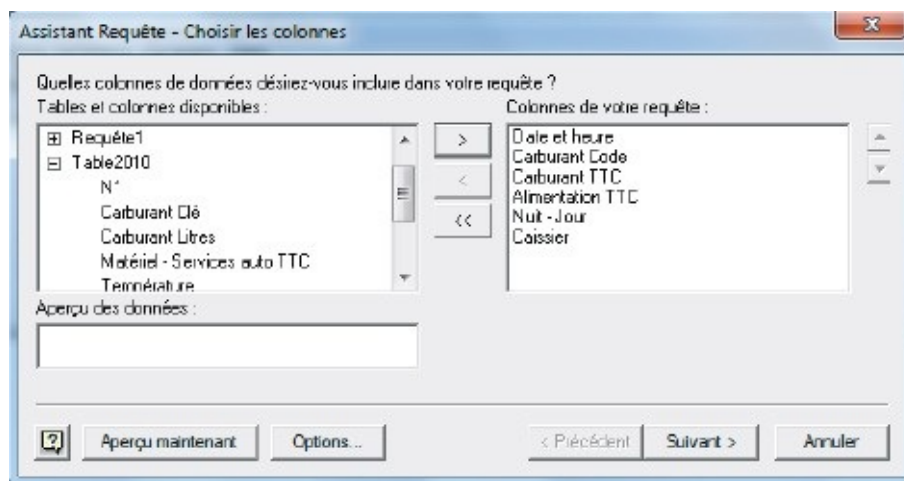 Assistant Requête - Choisir les colonnes
Quelles colonnes de données désirez-vous inclure dans votre requête ?
Tables et colonnes disponibles :
Colonnes de votre requête :
Requête1
Table2010
N°
Carburant Clé
Carburant Litres
Matériel - Services auto TTC
Température
>
<
<<
Date et heure
Carburant Code
Carburant TTC
Alimentation TTC
Nuit - Jour
Caissier
Aperçu des données :
Aperçu maintenant
Options...
< Précédent
Suivant >
Annuler